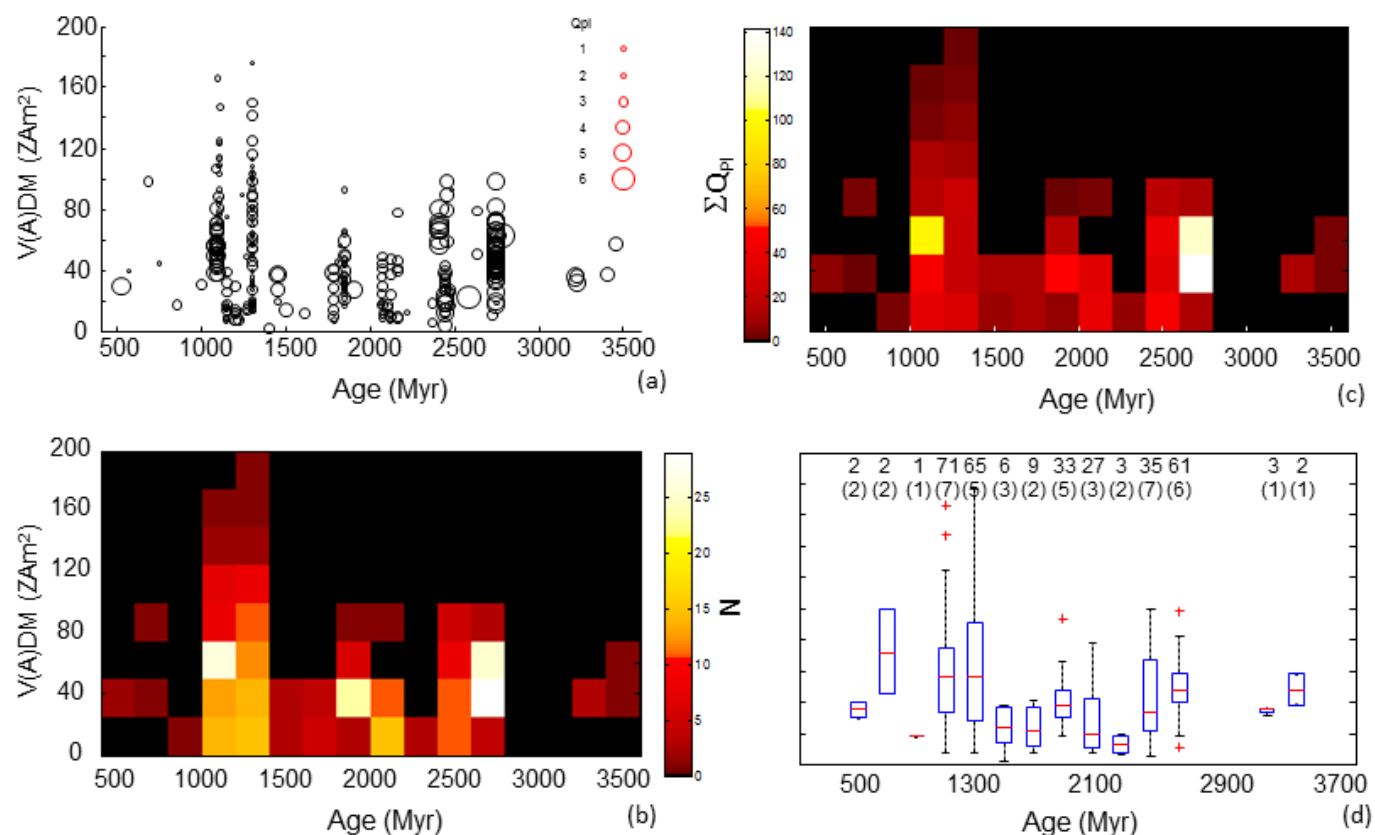 200
160
120
80
40
0
V(A)DM (ZAm²)
Qpl
1
2
3
4
5
6
500 1000 1500 2000 2500 3000 3500
Age (Myr)
(a)
140
120
100
80
60
40
20
0
ΣQPI
500 1000 1500 2000 2500 3000 3500
Age (Myr)
(c)
200
160
120
80
40
0
V(A)DM (ZAm²)
500 1000 1500 2000 2500 3000 3500
Age (Myr)
25
20
15
10
5
0
N
(b)
2 2 1 71 65 6 9 33 27 3 35 61 3 2
(2) (2) (1) (7) (5) (3) (2) (5) (3) (2) (7) (6) (1) (1)
500 1300 2100 2900 3700
Age (Myr)
(d)